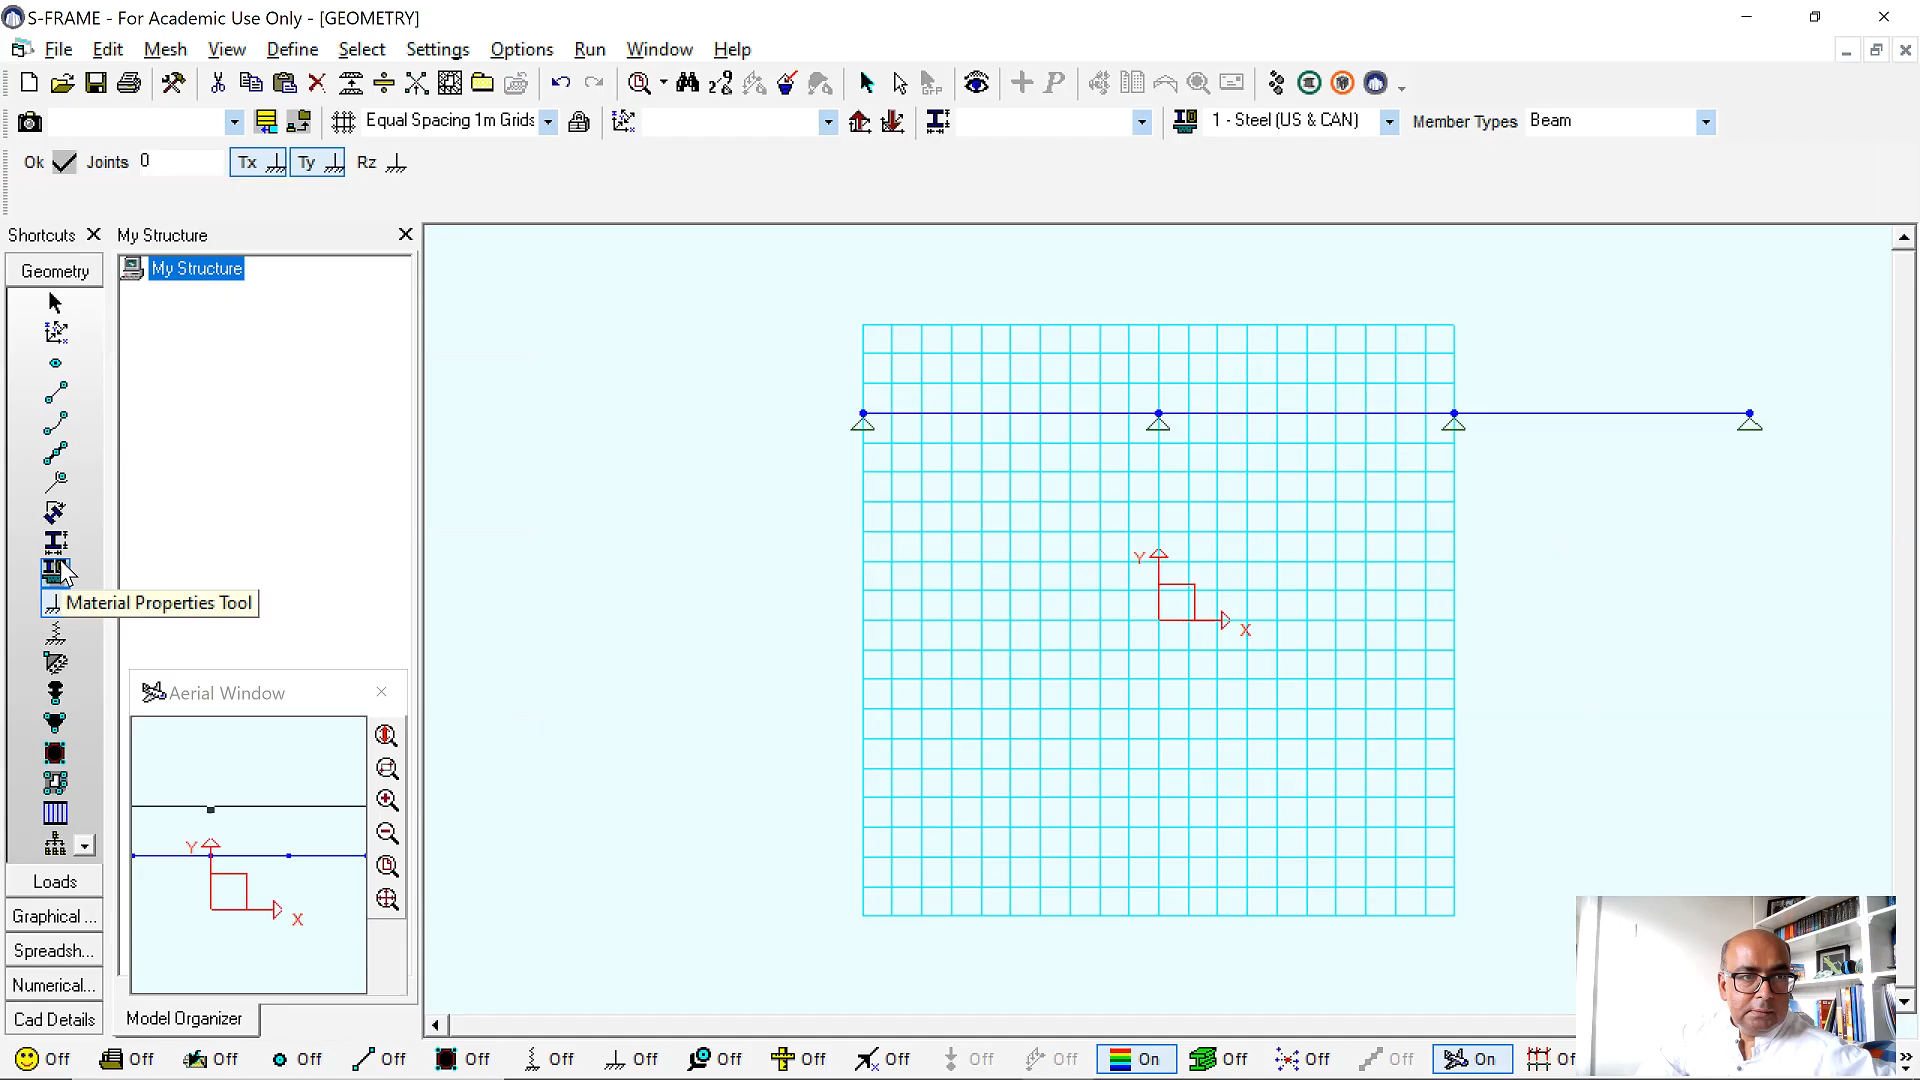 S-FRAME - For Academic Use Only - [GEOMETRY]
File Edit Mesh View Define Select Settings Options Run Window Help
Equal Spacing 1m Grids 1 - Steel (US & CAN) Member Types Beam
Ok Joints 0 Tx Ty Rz
Shortcuts My Structure
Geometry
My Structure
Material Properties Tool
Y
X
Aerial Window
Y
X
Loads
Graphical ...
Spreadsh...
Numerical...
Cad Details
Model Organizer
Off Off Off Off Off Off Off Off Off Off Off Off Off On Off Off Off On Of